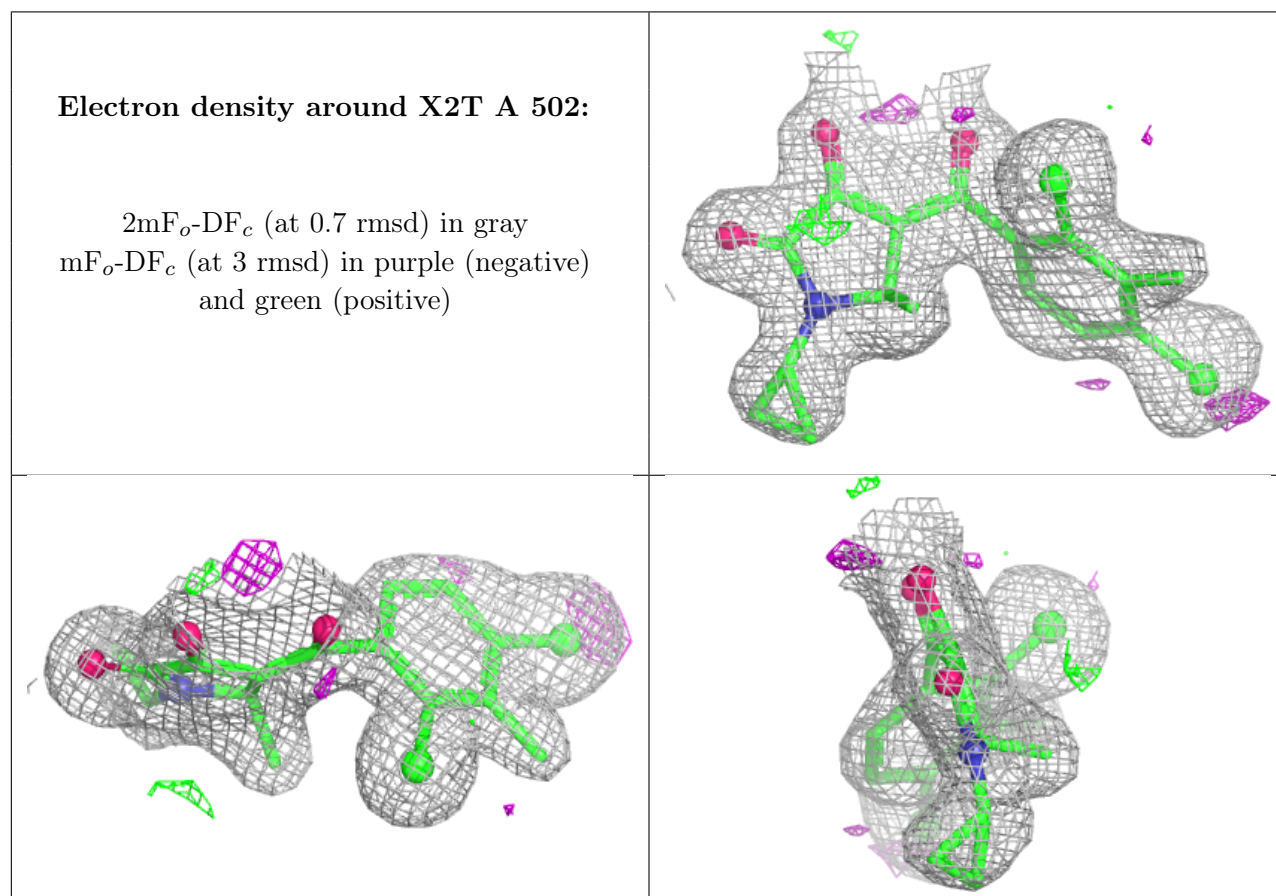 Electron density around X2T A 502:
2mFo-DFc (at 0.7 rmsd) in gray
mFo-DFc (at 3 rmsd) in purple (negative)
and green (positive)